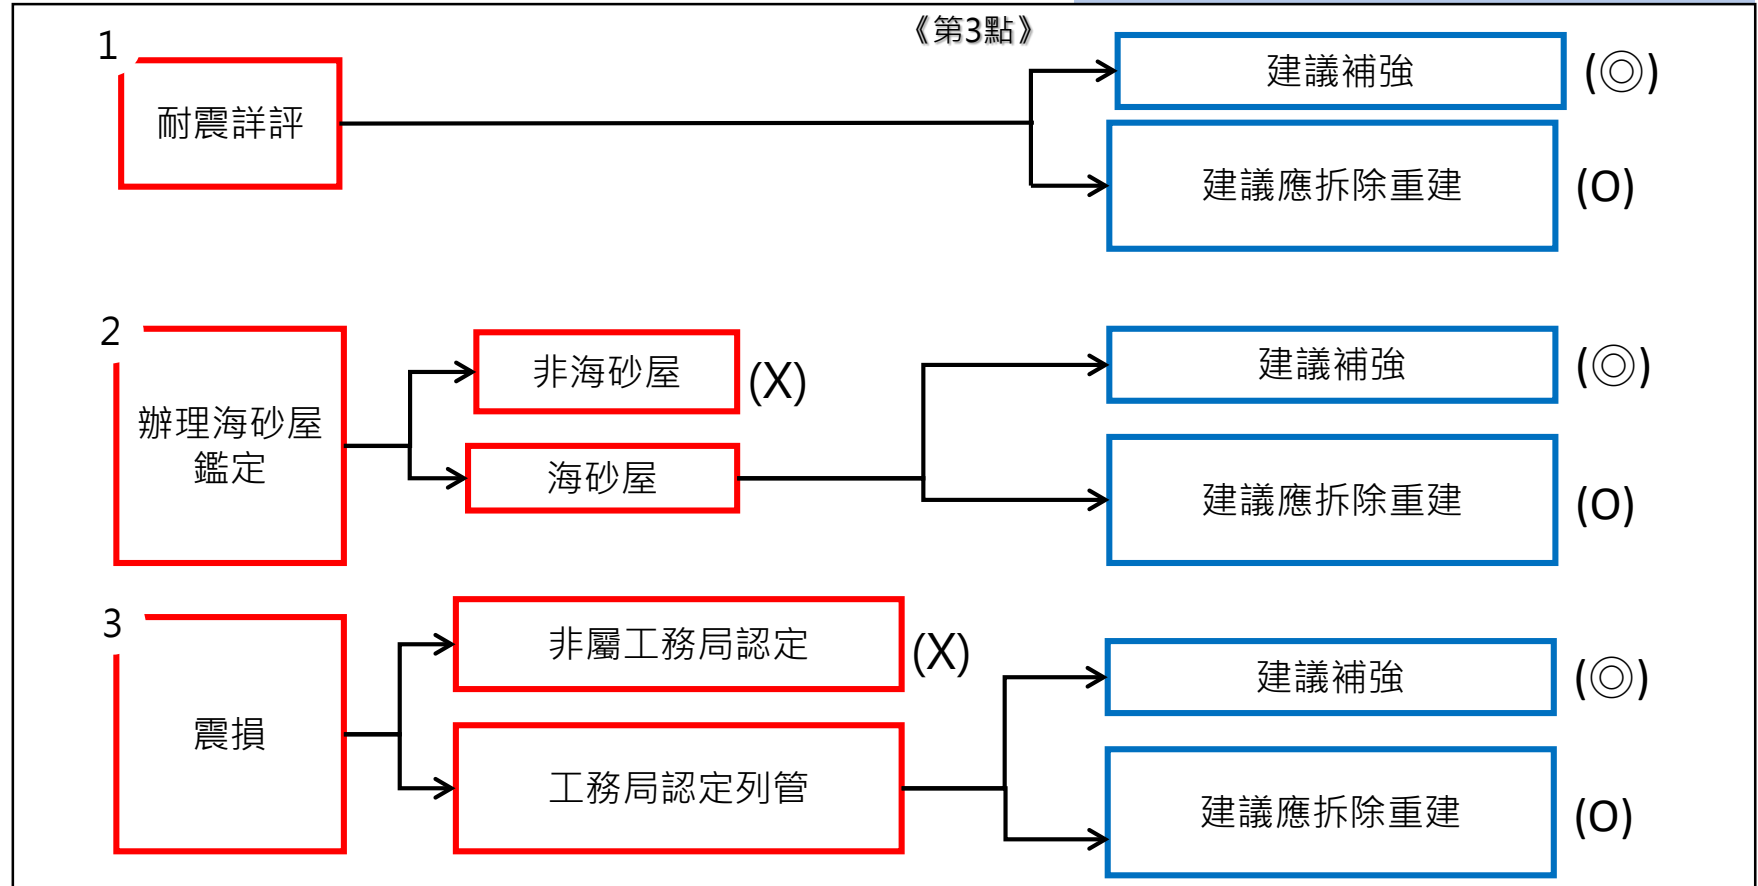 《第3點》
1
耐震詳評
建議補強
(◎)
建議應拆除重建
(O)
2
辦理海砂屋
鑑定
非海砂屋
(X)
海砂屋
建議補強
(◎)
建議應拆除重建
(O)
3
震損
非屬工務局認定
(X)
工務局認定列管
建議補強
(◎)
建議應拆除重建
(O)